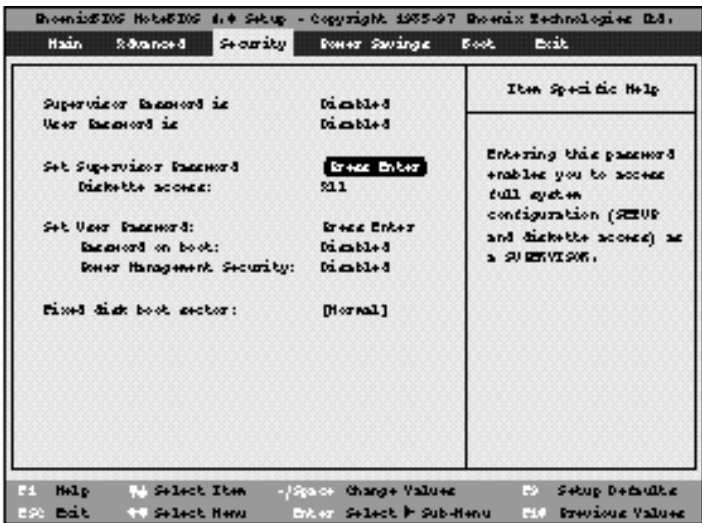 PhoenixBIOS NoteBIOS 4.0 Setup - Copyright 1985-97 Phoenix Technologies Ltd.
Main Advanced Security Power Savings Boot Exit
Item Specific Help
Supervisor Password is Disabled
User Password is Disabled
Set Supervisor Password Press Enter
Diskette access: All
Set User Password: Press Enter
Password on boot: Disabled
Power Management Security: Disabled
Fixed disk boot sector: [Normal]
Entering this password
enables you to access
full system
configuration (SETUP
and diskette access) as
a SUPERVISOR.
F1 Help ↑↓ Select Item -/Space Change Values F9 Setup Defaults
ESC Exit ←→ Select Menu Enter Select ▶ Sub-Menu F10 Previous Values